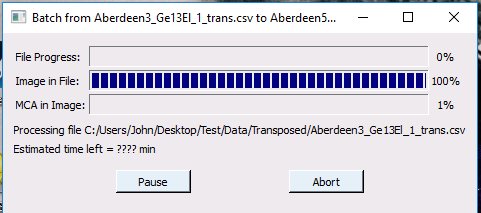 Batch from Aberdeen3_Ge13El_1_trans.csv to Aberdeen5...
File Progress: 0%
Image in File: 100%
MCA in Image: 1%
Processing file C:/Users/John/Desktop/Test/Data/Transposed/Aberdeen3_Ge13El_1_trans.csv
Estimated time left = ???? min
Pause Abort